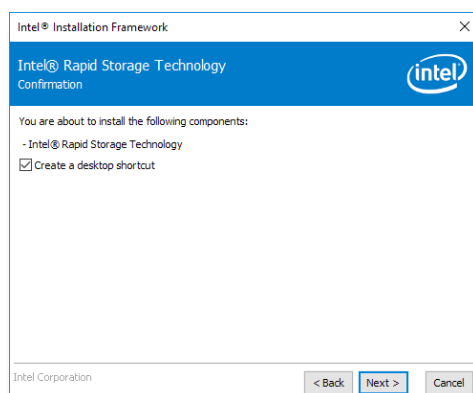 Intel® Installation Framework
Intel® Rapid Storage Technology
Confirmation
intel
You are about to install the following components:
- Intel® Rapid Storage Technology
Create a desktop shortcut
Intel Corporation
< Back Next > Cancel